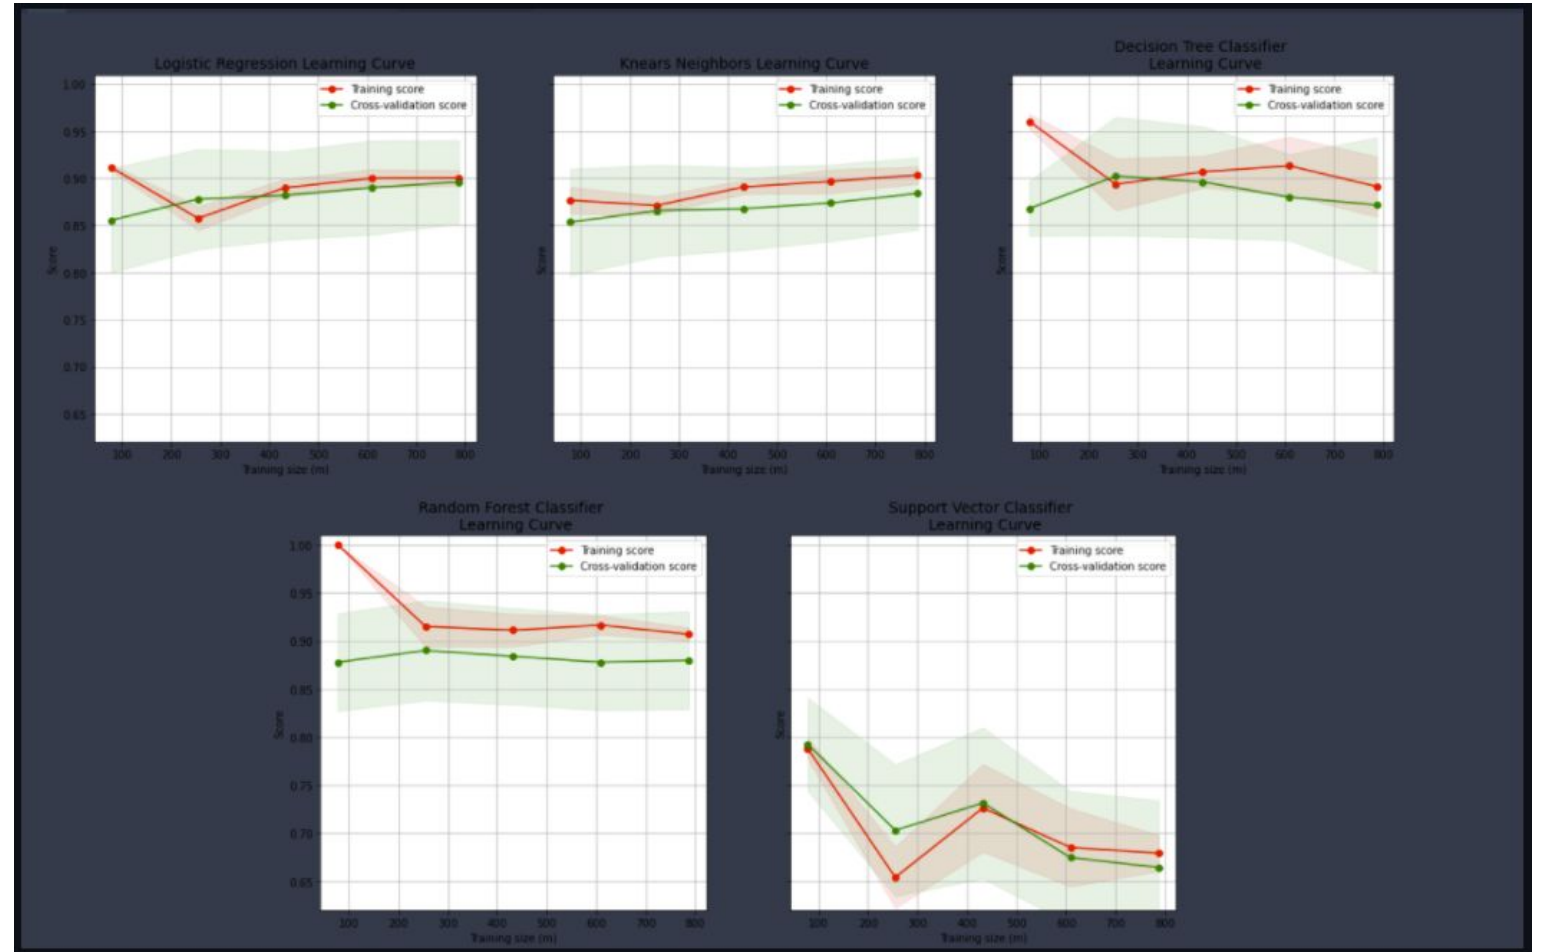 Decision Tree Classifier
Logistic Regression Learning Curve
Knears Neighbors Learning Curve
Learning Curve
1.00
0.95
0.90
0.85
0.80
0.75
0.70
0.65
Score
Training score
Cross-validation score
100 200 300 400 500 600 700 800
Training size (m)
Score
Training score
Cross-validation score
100 200 300 400 500 600 700 800
Training size (m)
Score
Training score
Cross-validation score
100 200 300 400 500 600 700 800
Training size (m)
Random Forest Classifier
Learning Curve
1.00
0.95
0.90
0.85
0.80
0.75
0.70
0.65
Score
Training score
Cross-validation score
100 200 300 400 500 600 700 800
Training size (m)
Support Vector Classifier
Learning Curve
Score
Training score
Cross-validation score
100 200 300 400 500 600 700 800
Training size (m)